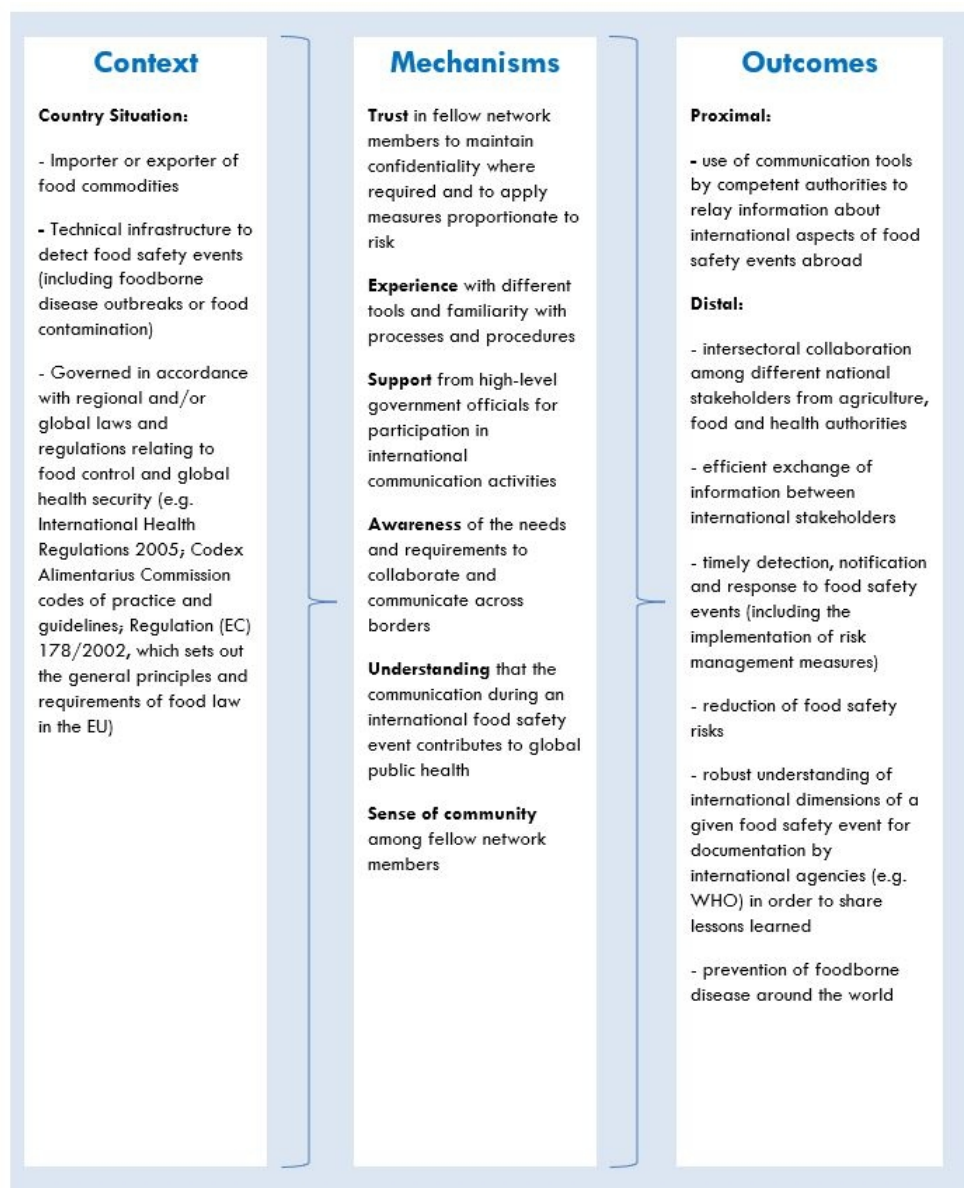 Context
Country Situation:
- Importer or exporter of
food commodities
- Technical infrastructure to
detect food safety events
(including foodborne
disease outbreaks or food
contamination)
- Governed in accordance
with regional and/or
global laws and
regulations relating to
food control and global
health security (e.g.
International Health
Regulations 2005; Codex
Alimentarius Commission
codes of practice and
guidelines; Regulation (EC)
178/2002, which sets out
the general principles and
requirements of food law
in the EU)
Mechanisms
Trust in fellow network
members to maintain
confidentiality where
required and to apply
measures proportionate to
risk
Experience with different
tools and familiarity with
processes and procedures
Support from high-level
government officials for
participation in
international
communication activities
Awareness of the needs
and requirements to
collaborate and
communicate across
borders
Understanding that the
communication during an
international food safety
event contributes to global
public health
Sense of community
among fellow network
members
Outcomes
Proximal:
- use of communication tools
by competent authorities to
relay information about
international aspects of food
safety events abroad
Distal:
- intersectoral collaboration
among different national
stakeholders from agriculture,
food and health authorities
- efficient exchange of
information between
international stakeholders
- timely detection, notification
and response to food safety
events (including the
implementation of risk
management measures)
- reduction of food safety
risks
- robust understanding of
international dimensions of a
given food safety event for
documentation by
international agencies (e.g.
WHO) in order to share
lessons learned
- prevention of foodborne
disease around the world